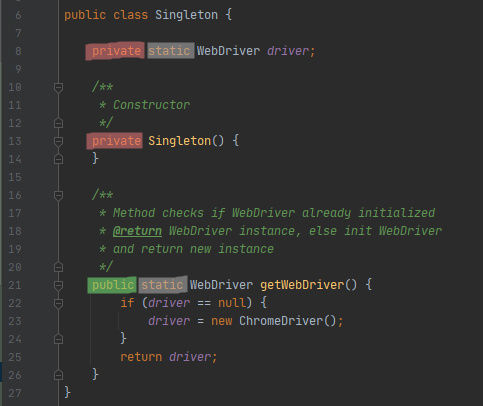 6 public class Singleton {
7
8 private static WebDriver driver;
9
10 /**
11 * Constructor
12 */
13 private Singleton() {
14 }
15
16 /**
17 * Method checks if WebDriver already initialized
18 * @return WebDriver instance, else init WebDriver
19 * and return new instance
20 */
21 public static WebDriver getWebDriver() {
22 if (driver == null) {
23 driver = new ChromeDriver();
24 }
25 return driver;
26 }
27 }